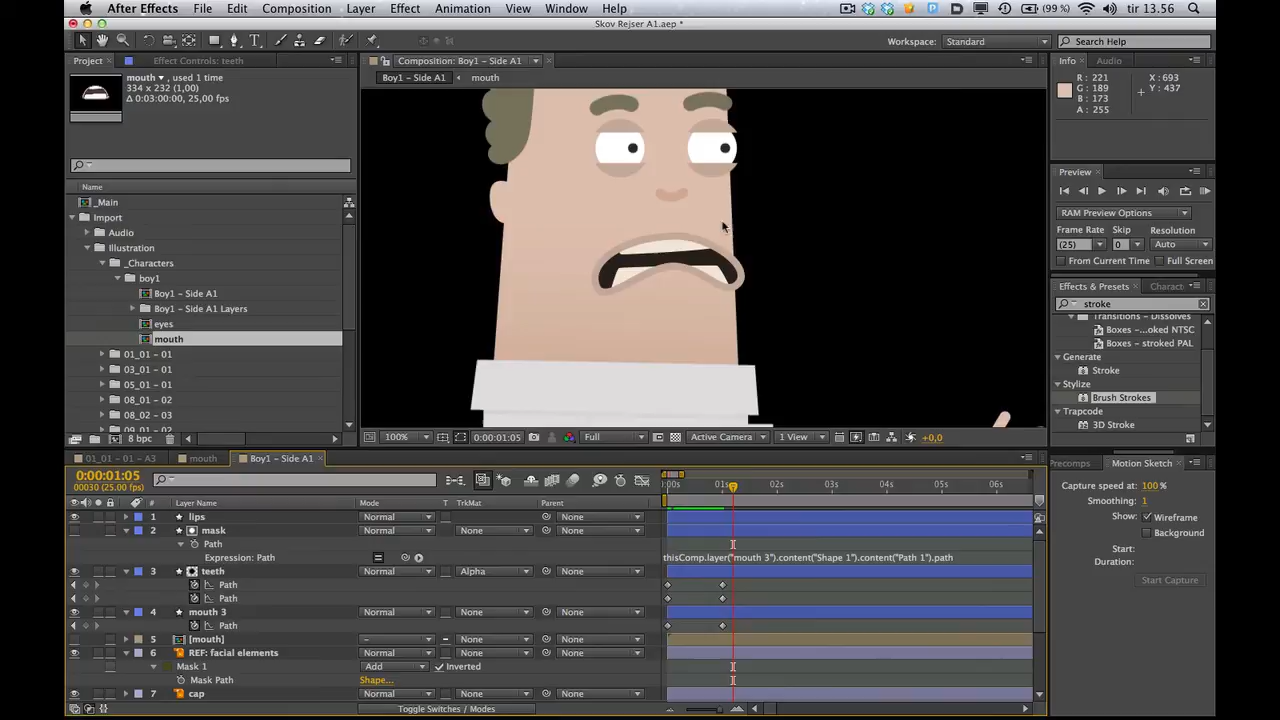 After Effects File Edit Composition Layer Effect Animation View Window Help (99 %) tir 13.56
Skov Rejser A1.aep *
Workspace: Standard Search Help
Project Effect Controls: teeth
mouth , used 1 time
334 x 232 (1,00)
Δ 0:03:00:00, 25,00 fps
Name
_Main
Import
Audio
Illustration
_Characters
boy1
Boy1 - Side A1
Boy1 - Side A1 Layers
eyes
mouth
01_01 - 01
03_01 - 01
05_01 - 01
08_01 - 02
08_02 - 03
09_01 - 02
8 bpc
Composition: Boy1 - Side A1
Boy1 - Side A1 mouth
100% 0:00:01:05 Full Active Camera 1 View +0,0
Info Audio
R : 221
G : 189
B : 173
A : 255
X : 693
Y : 437
Preview
RAM Preview Options
Frame Rate Skip Resolution
(25) 0 Auto
From Current Time Full Screen
Effects & Presets Charact
stroke
Transitions - Dissolves
Boxes -...oked NTSC
Boxes - stroked PAL
Generate
Stroke
Stylize
Brush Strokes
Trapcode
3D Stroke
Precomps Motion Sketch
Capture speed at: 100 %
Smoothing: 1
Show: Wireframe
Background
Start:
Duration:
Start Capture
01_01 - 01 - A3 mouth Boy1 - Side A1
0:00:01:05
00030 (25.00 fps)
:00s 01s 02s 03s 04s 05s 06s
# Layer Name Mode T TrkMat Parent
1 lips Normal None
2 mask Normal None None
Path
Expression: Path thisComp.layer("mouth 3").content("Shape 1").content("Path 1").path
3 teeth Normal Alpha None
Path
Path
4 mouth 3 Normal None None
Path
5 [mouth] - None None
6 REF: facial elements Normal None None
Mask 1 Add Inverted
Mask Path Shape...
7 cap Normal None None
Toggle Switches / Modes